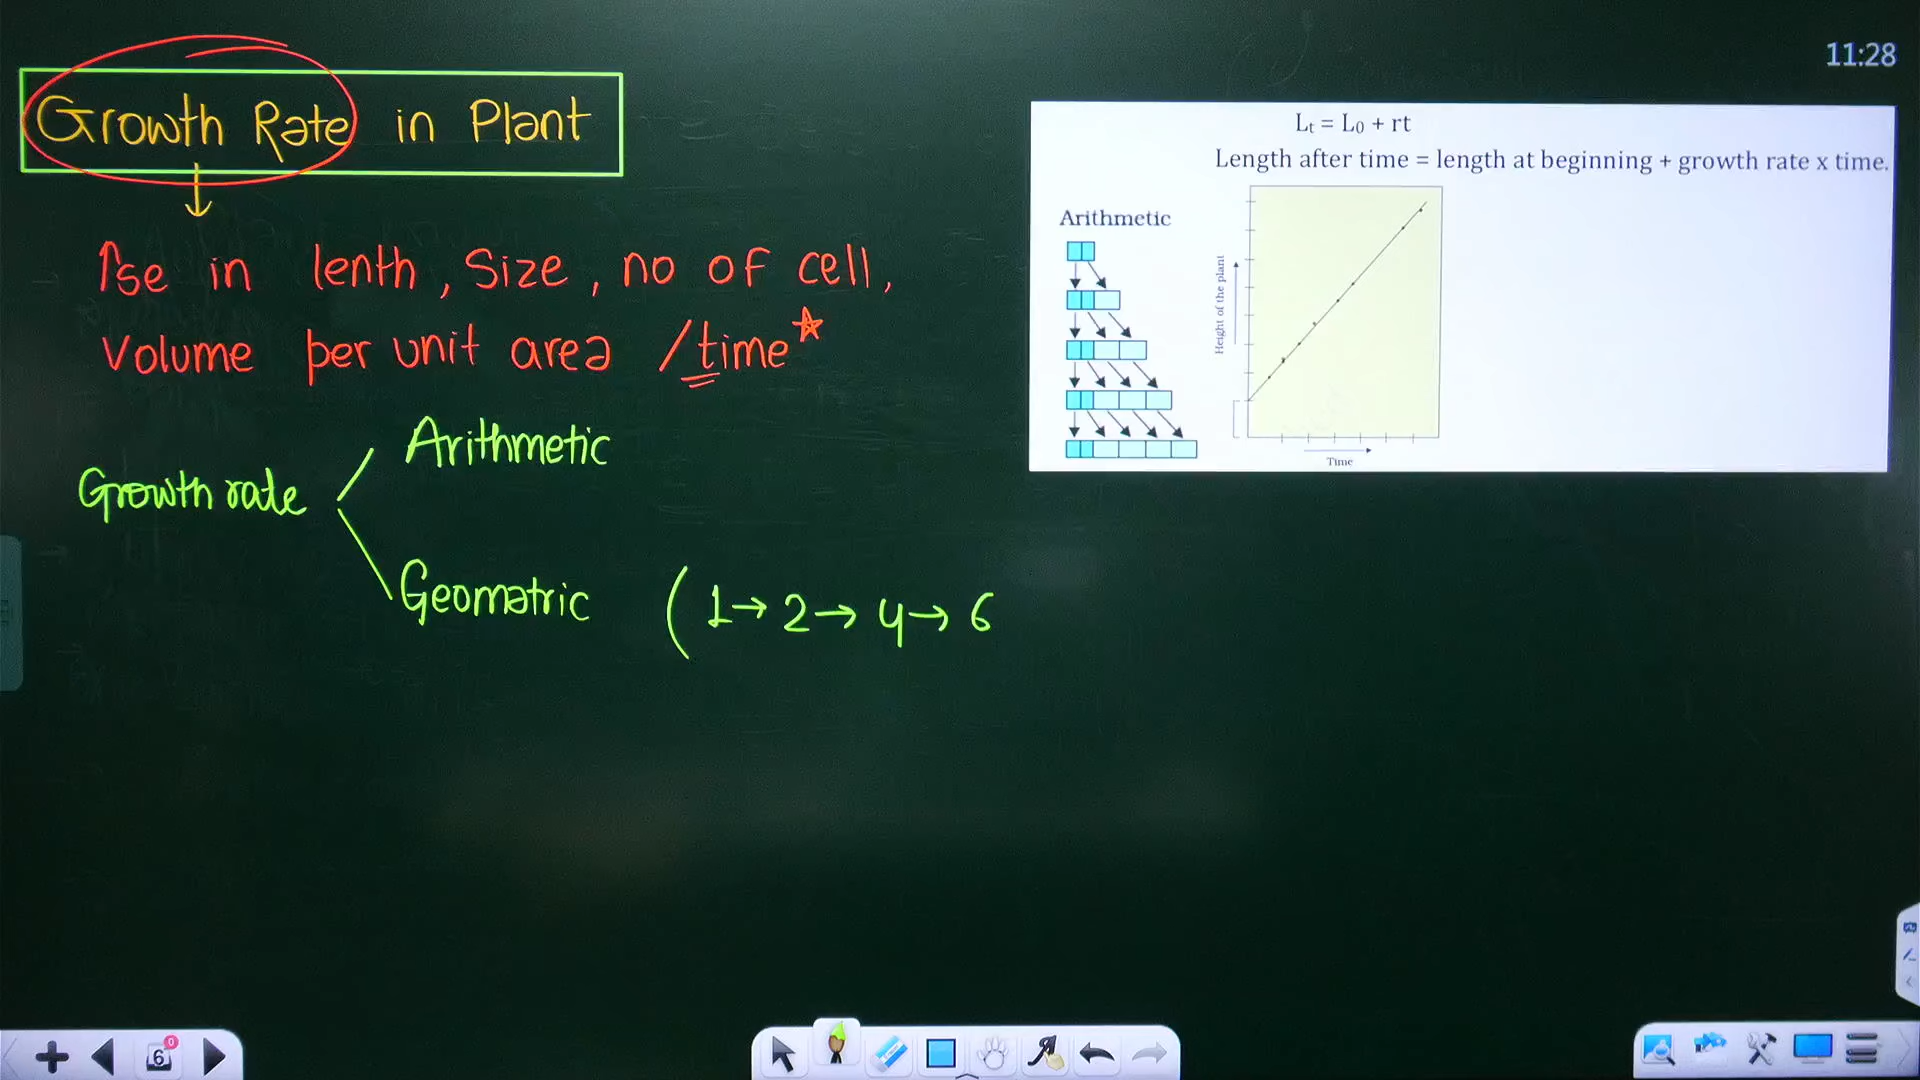 11:28
Growth Rate in Plant
↑se in lenth, Size, no of cell,
Volume per unit area /time*
Growth rate
Arithmetic
Geomatric (1→2→4→6
Lt = L0 + rt
Length after time = length at beginning + growth rate x time.
Arithmetic
Height of the plant
Time
6
0